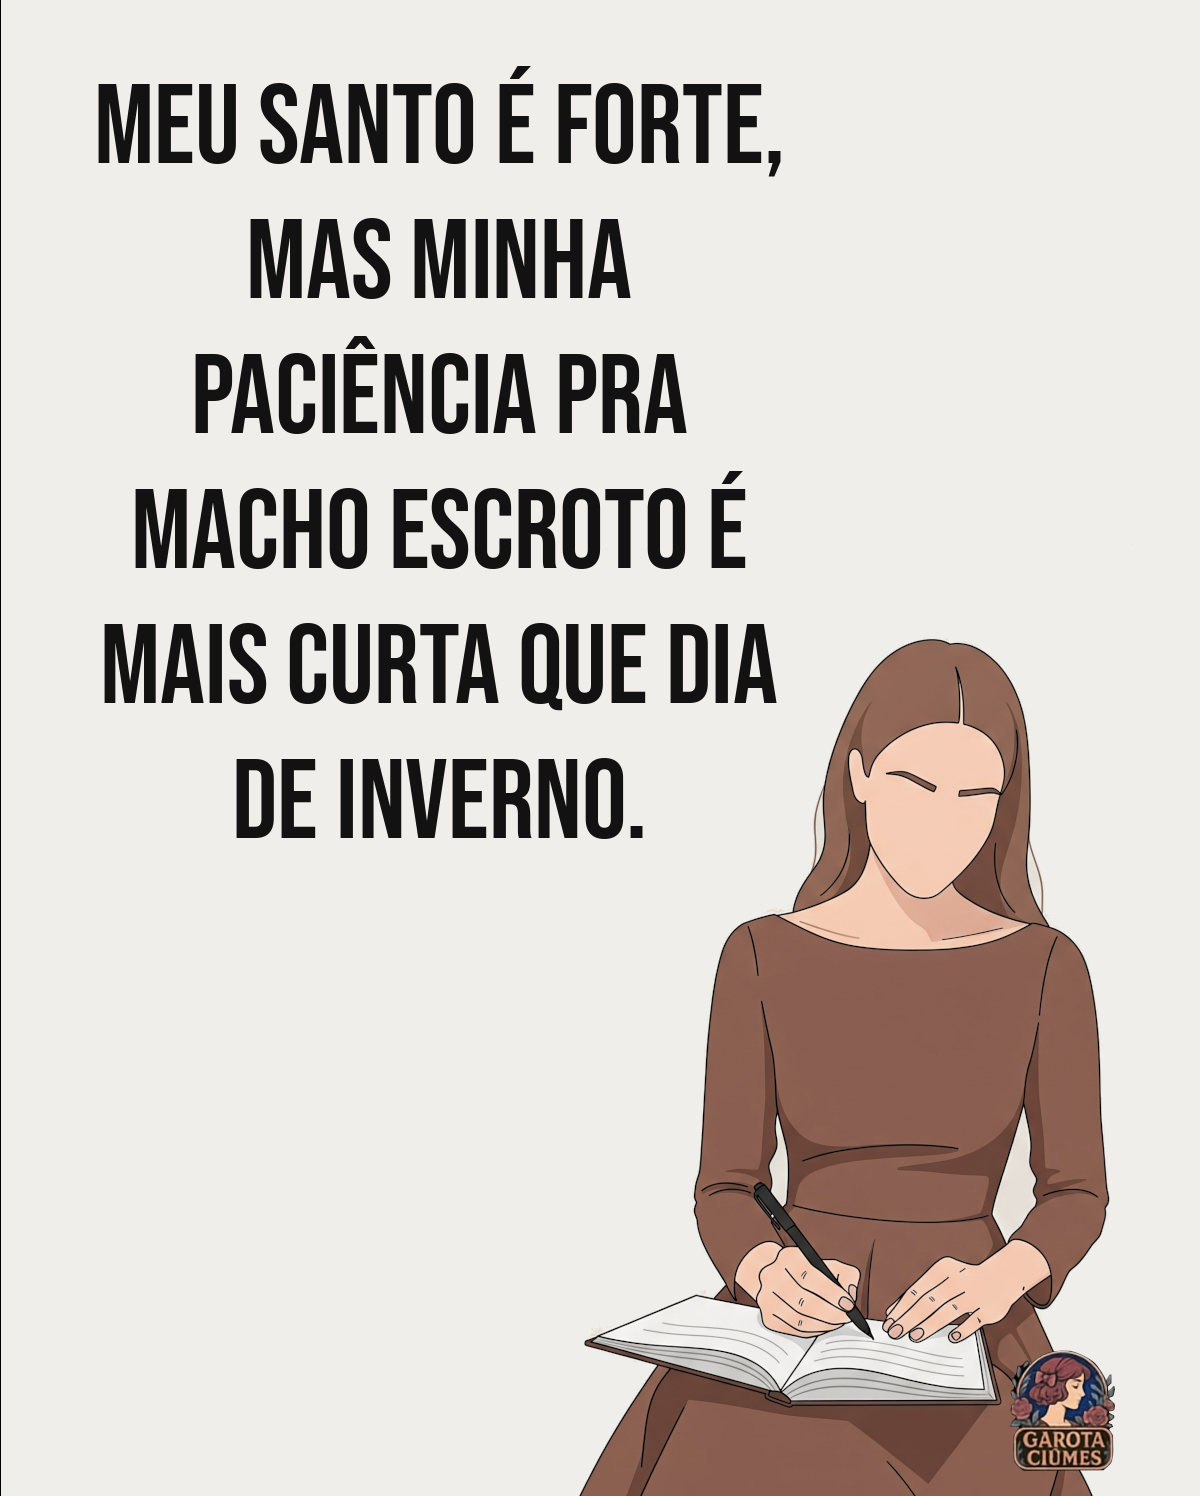 MEU SANTO É FORTE,
MAS MINHA
PACIÊNCIA PRA
MACHO ESCROTO É
MAIS CURTA QUE DIA
DE INVERNO.
GAROTA
CIÚMES